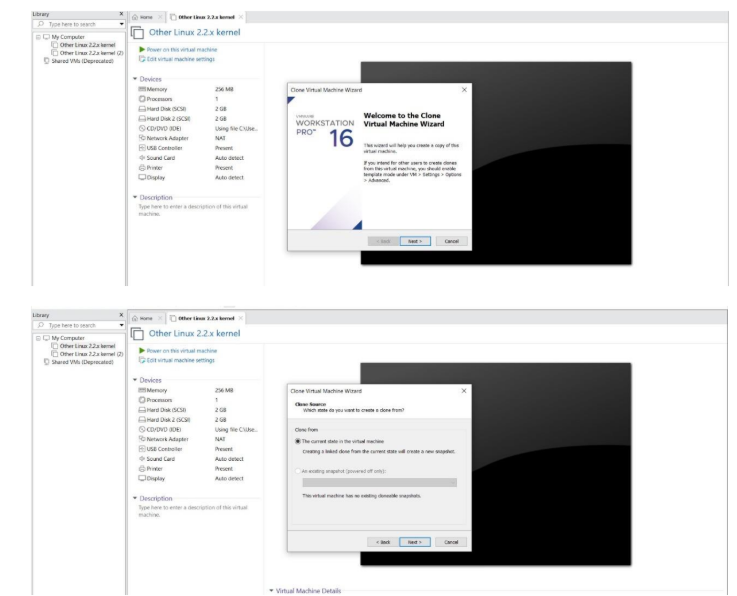 Library
Type here to search
My Computer
Other Linux 2.2.x kernel
Other Linux 2.2.x kernel (2)
Shared VMs (Deprecated)
Home
Other Linux 2.2.x kernel
Other Linux 2.2.x kernel
Power on this virtual machine
Edit virtual machine settings
Devices
Memory 256 MB
Processors 1
Hard Disk (SCSI) 2 GB
Hard Disk 2 (SCSI) 2 GB
CD/DVD (IDE) Using file C:\Use..
Network Adapter NAT
USB Controller Present
Sound Card Auto detect
Printer Present
Display Auto detect
Description
Type here to enter a description of this virtual
machine.
Clone Virtual Machine Wizard
VMWARE
WORKSTATION
PRO™ 16
Welcome to the Clone
Virtual Machine Wizard
This wizard will help you create a copy of this
virtual machine.
If you intend for other users to create clones
from this virtual machine, you should enable
template mode under VM > Settings > Options
> Advanced.
< Back Next > Cancel
Library
Type here to search
My Computer
Other Linux 2.2.x kernel
Other Linux 2.2.x kernel (2)
Shared VMs (Deprecated)
Home
Other Linux 2.2.x kernel
Other Linux 2.2.x kernel
Power on this virtual machine
Edit virtual machine settings
Devices
Memory 256 MB
Processors 1
Hard Disk (SCSI) 2 GB
Hard Disk 2 (SCSI) 2 GB
CD/DVD (IDE) Using file C:\Use..
Network Adapter NAT
USB Controller Present
Sound Card Auto detect
Printer Present
Display Auto detect
Description
Type here to enter a description of this virtual
machine.
Clone Virtual Machine Wizard
Clone Source
Which state do you want to create a clone from?
Clone from
The current state in the virtual machine
Creating a linked clone from the current state will create a new snapshot.
An existing snapshot (powered off only):
This virtual machine has no existing cloneable snapshots.
< Back Next > Cancel
Virtual Machine Details